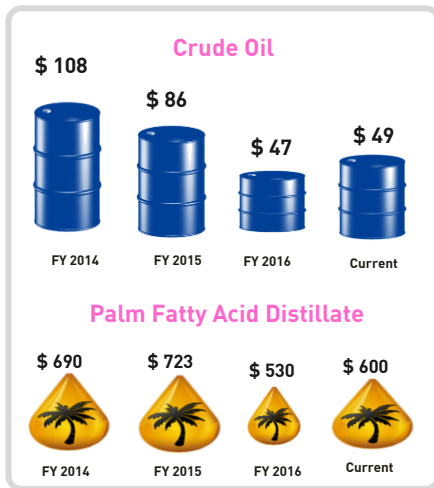 Crude Oil
$ 108
$ 86
$ 47
$ 49
FY 2014
FY 2015
FY 2016
Current
Palm Fatty Acid Distillate
$ 690
$ 723
$ 530
$ 600
FY 2014
FY 2015
FY 2016
Current